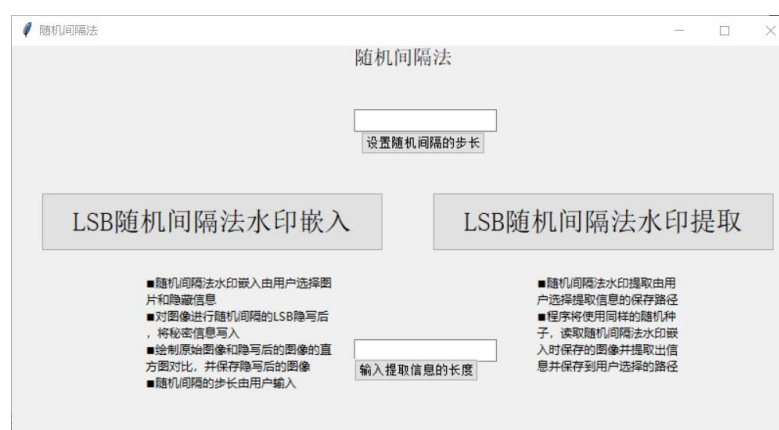 随机间隔法
随机间隔法
设置随机间隔的步长
LSB随机间隔法水印嵌入
LSB随机间隔法水印提取
■随机间隔法水印嵌入由用户选择图
片和隐藏信息
■对图像进行随机间隔的LSB隐写后
，将秘密信息写入
■绘制原始图像和隐写后的图像的直
方图对比，并保存隐写后的图像
■随机间隔的步长由用户输入
输入提取信息的长度
■随机间隔法水印提取由用
户选择提取信息的保存路径
■程序将使用同样的随机种
子，读取随机间隔法水印嵌
入时保存的图像并提取出信
息并保存到用户选择的路径